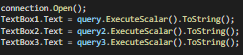 connection.Open();
TextBox1.Text = query.ExecuteScalar().ToString();
TextBox2.Text = query2.ExecuteScalar().ToString();
TextBox3.Text = query3.ExecuteScalar().ToString();